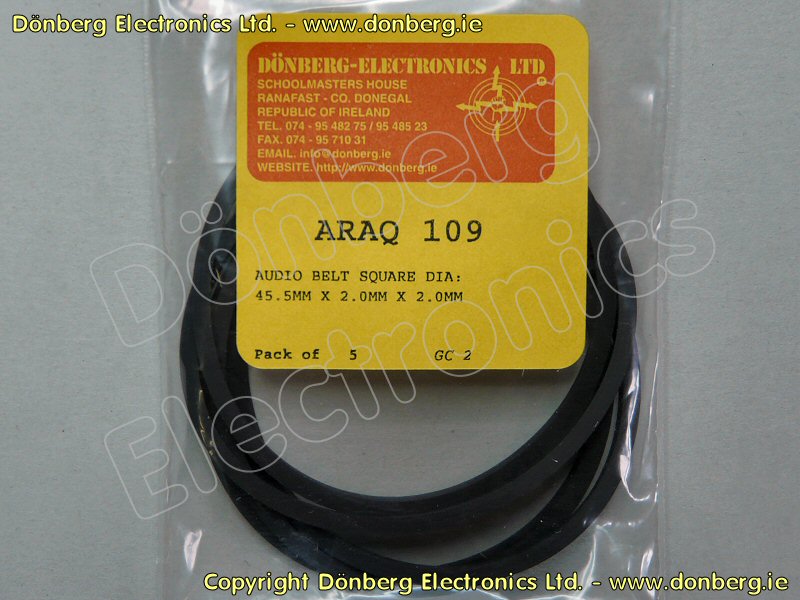 Dönberg Electronics Ltd. - www.donberg.ie
DÖNBERG-ELECTRONICS LTD
SCHOOLMASTERS HOUSE
RANAFAST - CO. DONEGAL
REPUBLIC OF IRELAND
TEL. 074 - 95 482 75 / 95 485 23
FAX. 074 - 95 710 31
EMAIL. info@donberg.ie
WEBSITE. http://www.donberg.ie
ARAQ 109
AUDIO BELT SQUARE DIA:
45.5MM X 2.0MM X 2.0MM
Pack of 5 GC 2
Dönberg
Electronics
Copyright Dönberg Electronics Ltd. - www.donberg.ie